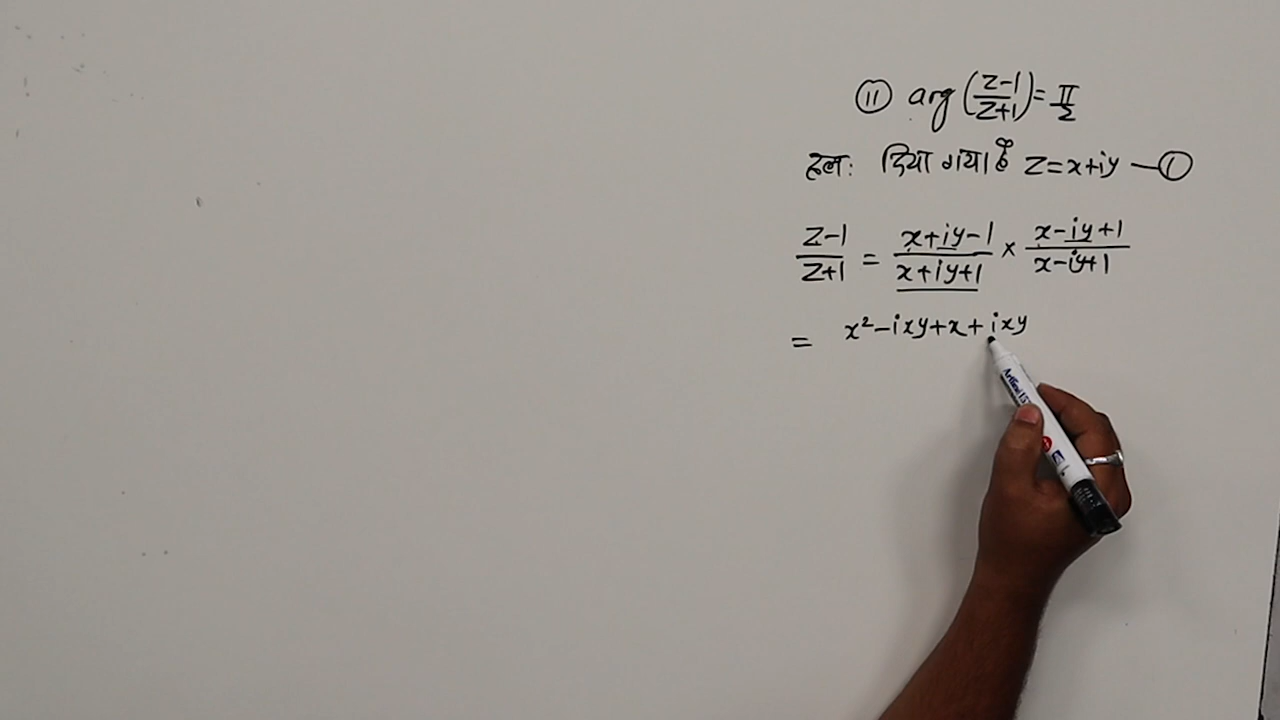 (11) arg (z-1/z+1) = π/2
हल: दिया गया है z=x+iy —(1)
z-1/z+1 = x+iy-1/x+iy+1 × x-iy+1/x-iy+1
= x²-ixy+x+ixy
Artline